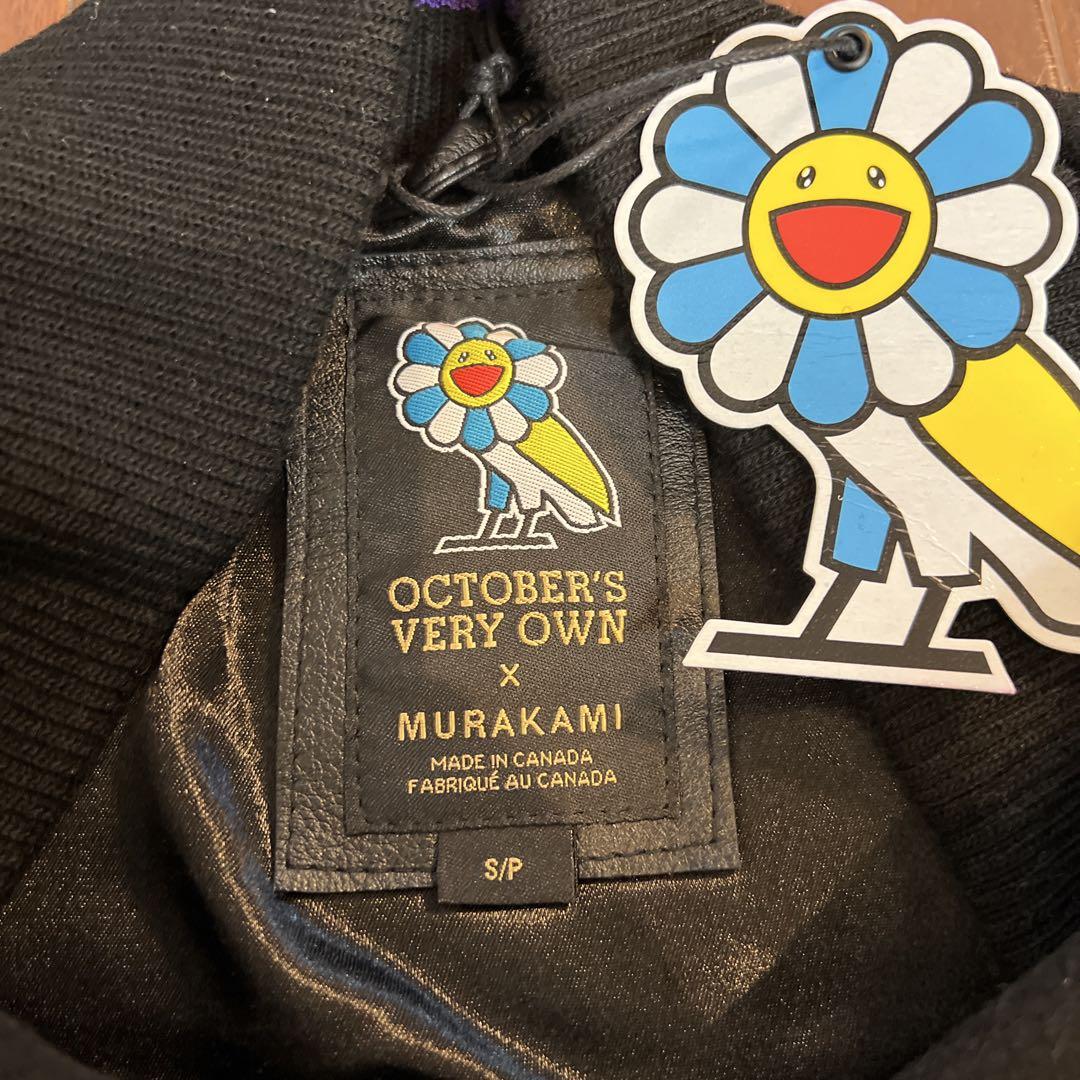 OCTOBER'S
VERY OWN
X
MURAKAMI
MADE IN CANADA
FABRIQUÉ AU CANADA
S/P